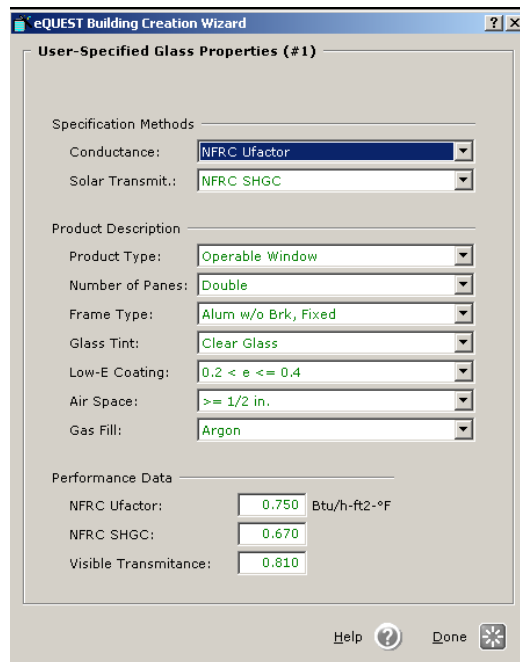 eQUEST Building Creation Wizard
User-Specified Glass Properties (#1)
Specification Methods
Conductance: NFRC Ufactor
Solar Transmit.: NFRC SHGC
Product Description
Product Type: Operable Window
Number of Panes: Double
Frame Type: Alum w/o Brk, Fixed
Glass Tint: Clear Glass
Low-E Coating: 0.2 < e <= 0.4
Air Space: >= 1/2 in.
Gas Fill: Argon
Performance Data
NFRC Ufactor: 0.750 Btu/h-ft2-°F
NFRC SHGC: 0.670
Visible Transmitance: 0.810
Help ? Done